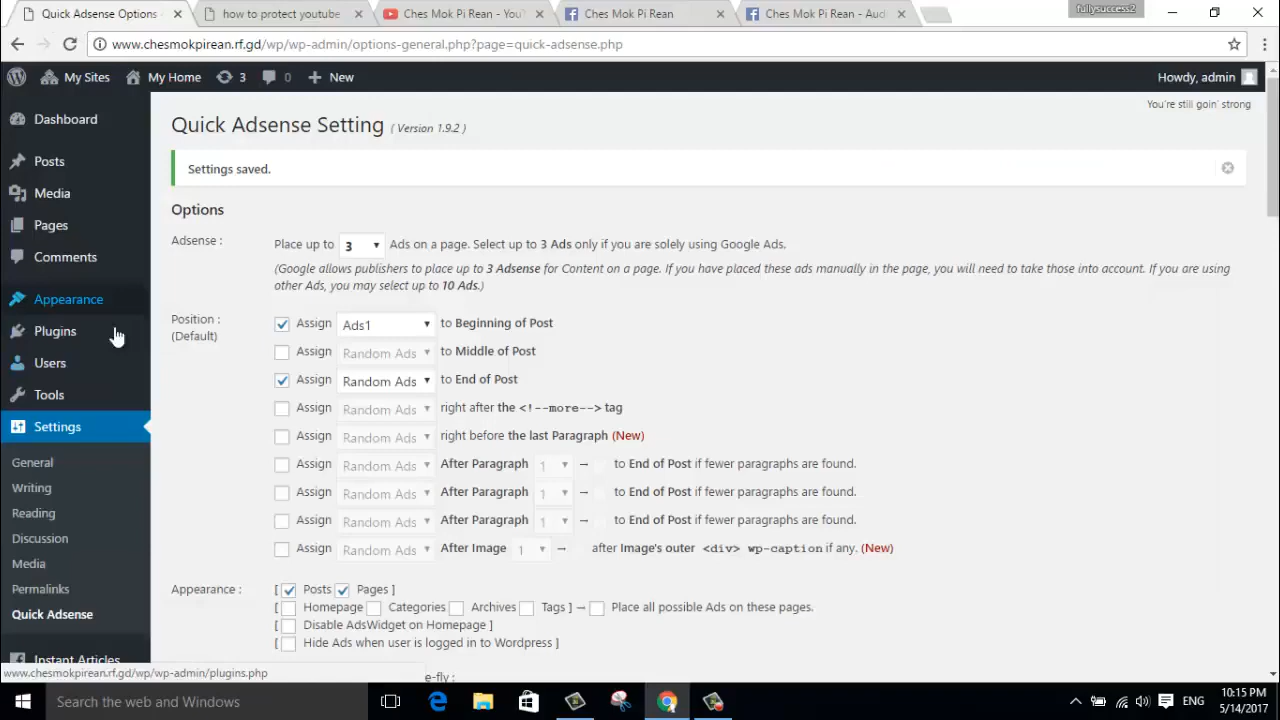 Quick Adsense Options
how to protect youtube
Ches Mok Pi Rean - YouT
Ches Mok Pi Rean
Ches Mok Pi Rean - Aud
fullysuccess2
www.chesmokpirean.rf.gd/wp/wp-admin/options-general.php?page=quick-adsense.php
My Sites My Home 3 0 + New Howdy, admin
You're still goin' strong
Dashboard
Posts
Media
Pages
Comments
Appearance
Plugins
Users
Tools
Settings
General
Writing
Reading
Discussion
Media
Permalinks
Quick Adsense
Instant Articles
Quick Adsense Setting ( Version 1.9.2 )
Settings saved.
Options
Adsense : Place up to 3 Ads on a page. Select up to 3 Ads only if you are solely using Google Ads.
(Google allows publishers to place up to 3 Adsense for Content on a page. If you have placed these ads manually in the page, you will need to take those into account. If you are using
other Ads, you may select up to 10 Ads.)
Position :
(Default)
Assign Ads1 to Beginning of Post
Assign Random Ads to Middle of Post
Assign Random Ads to End of Post
Assign Random Ads right after the <!--more--> tag
Assign Random Ads right before the last Paragraph (New)
Assign Random Ads After Paragraph 1 → to End of Post if fewer paragraphs are found.
Assign Random Ads After Paragraph 1 → to End of Post if fewer paragraphs are found.
Assign Random Ads After Paragraph 1 → to End of Post if fewer paragraphs are found.
Assign Random Ads After Image 1 → after Image's outer <div> wp-caption if any. (New)
Appearance : [ Posts Pages ]
[ Homepage Categories Archives Tags ] → Place all possible Ads on these pages.
[ Disable AdsWidget on Homepage ]
[ Hide Ads when user is logged in to Wordpress ]
e-fly :
www.chesmokpirean.rf.gd/wp/wp-admin/plugins.php
Search the web and Windows
ENG
10:15 PM
5/14/2017